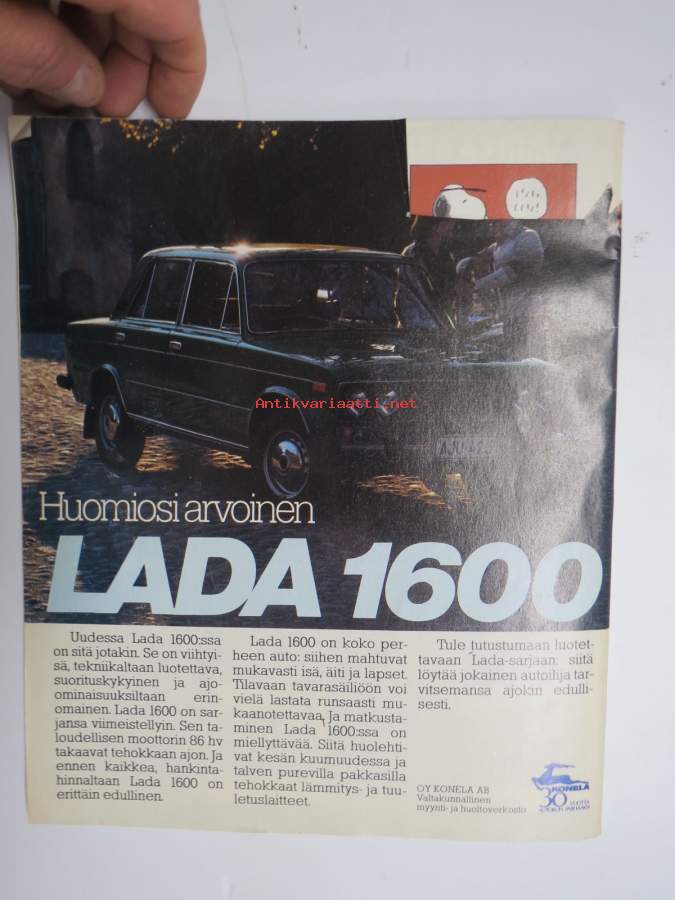 Antikvariaatti.net
AJU-42
Huomiosi arvoinen
LADA 1600
Uudessa Lada 1600:ssa
on sitä jotakin. Se on viihtyi-
sä, tekniikaltaan luotettava,
suorituskykyinen ja ajo-
ominaisuuksiltaan erin-
omainen. Lada 1600 on sar-
jansa viimeistellyin. Sen ta-
loudellisen moottorin 86 hv
takaavat tehokkaan ajon. Ja
ennen kaikkea, hankinta-
hinnaltaan Lada 1600 on
erittäin edullinen.
Lada 1600 on koko per-
heen auto: siihen mahtuvat
mukavasti isä, äiti ja lapset.
Tilavaan tavarasäiliöön voi
vielä lastata runsaasti mu-
kaanotettavaa. Ja matkusta-
minen Lada 1600:ssa on
miellyttävää. Siitä huolehti-
vat kesän kuumuudessa ja
talven purevilla pakkasilla
tehokkaat lämmitys- ja tuu-
letuslaitteet.
Tule tutustumaan luotet-
tavaan Lada-sarjaan: siitä
löytää jokainen autoilija tar-
vitsemansa ajokin edulli-
sesti.
OY KONELA AB
Valtakunnallinen
myynti- ja huoltoverkosto
KONELA
30 VUOTTA